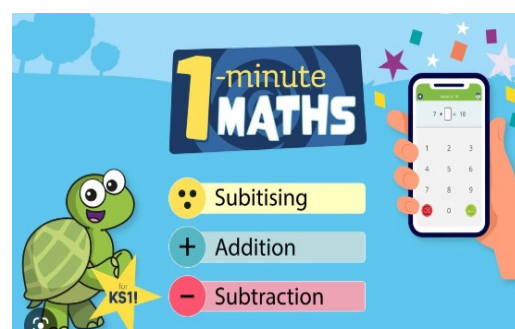 1-minute
MATHS
7 + □ = 10
1 2 3
4 5 6
7 8 9
0
Subitising
+ Addition
- Subtraction
for
KS1!